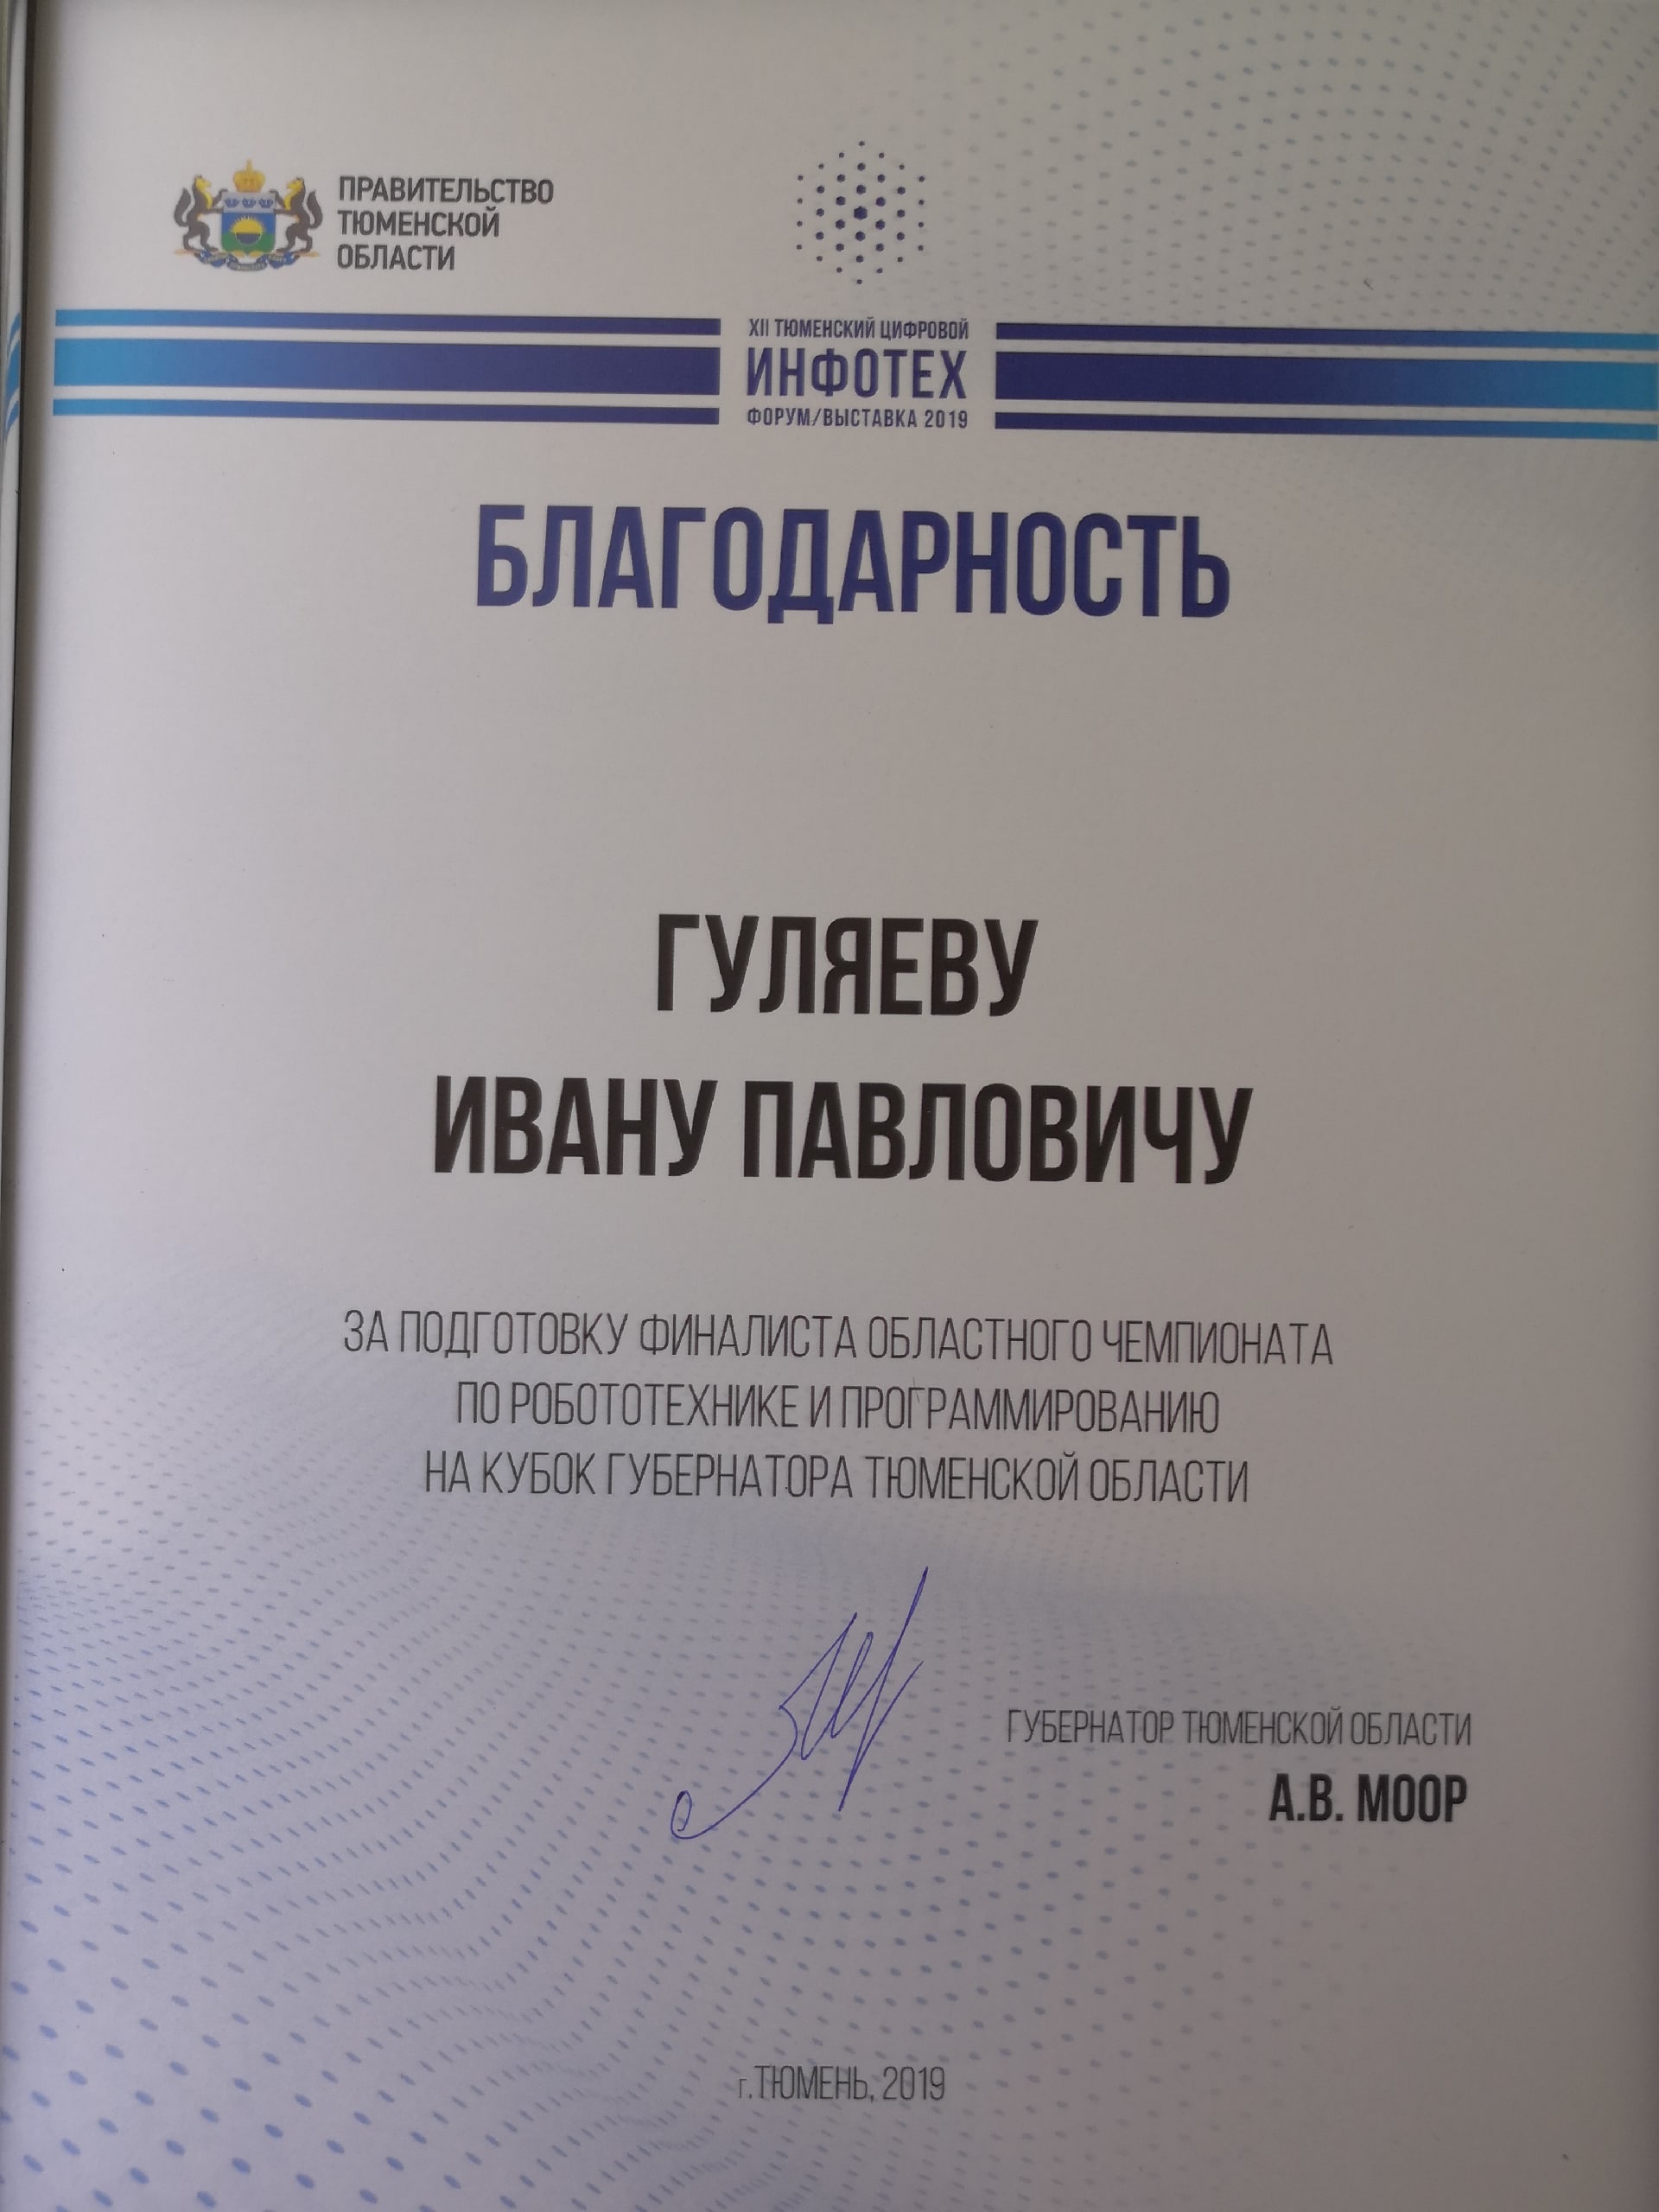 ПРАВИТЕЛЬСТВО
ТЮМЕНСКОЙ
ОБЛАСТИ
XII ТЮМЕНСКИЙ ЦИФРОВОЙ
ИНФОТЕХ
ФОРУМ/ВЫСТАВКА 2019
БЛАГОДАРНОСТЬ
ГУЛЯЕВУ
ИВАНУ ПАВЛОВИЧУ
ЗА ПОДГОТОВКУ ФИНАЛИСТА ОБЛАСТНОГО ЧЕМПИОНАТА
ПО РОБОТОТЕХНИКЕ И ПРОГРАММИРОВАНИЮ
НА КУБОК ГУБЕРНАТОРА ТЮМЕНСКОЙ ОБЛАСТИ
ГУБЕРНАТОР ТЮМЕНСКОЙ ОБЛАСТИ
А.В. МООР
г.ТЮМЕНЬ, 2019